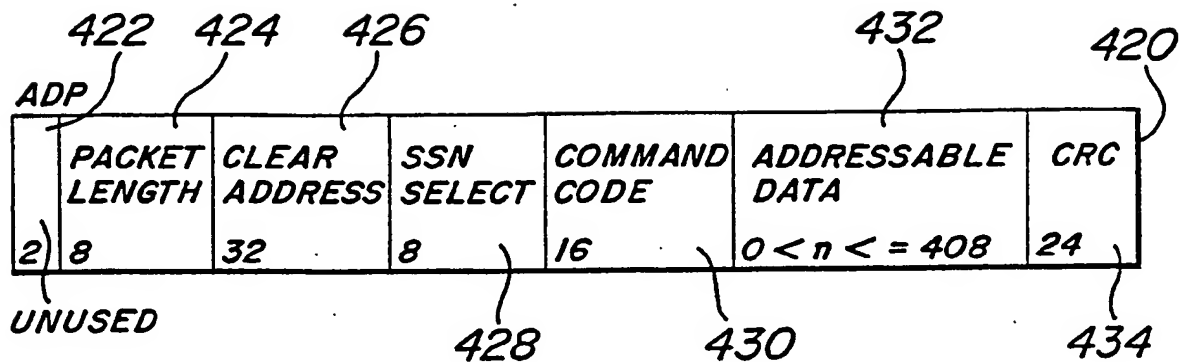 422 424 426 432 420
ADP
PACKET LENGTH CLEAR ADDRESS SSN SELECT COMMAND CODE ADDRESSABLE DATA CRC
2 8 32 8 16 0 < n < = 408 24
UNUSED
428 430 434